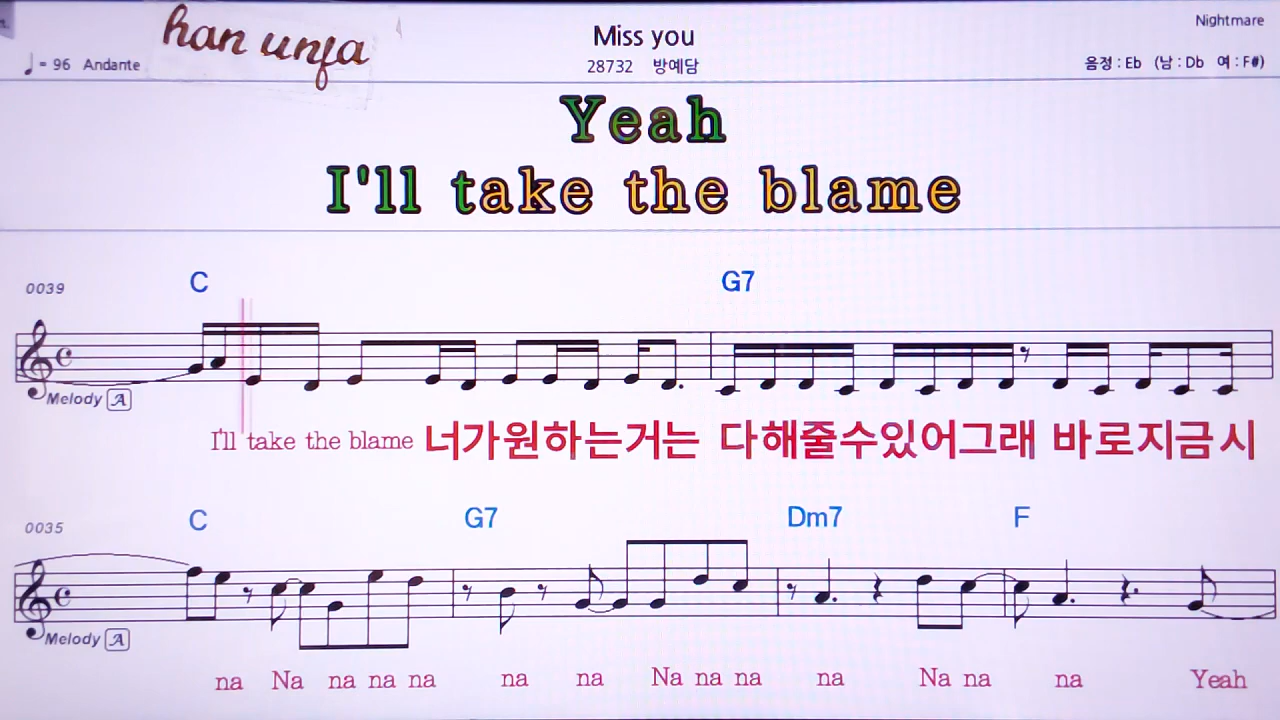 han unja
Miss you
Nightmare
♩ = 96 Andante
28732 방예담
음정 : Eb (남 : Db 여 : F#)
Yeah
I'll take the blame
C G7
0039
Melody A
I'll take the blame 너가원하는거는 다해줄수있어그래 바로지금시
C G7 Dm7 F
0035
Melody A
na Na na na na na na Na na na na Na na na Yeah